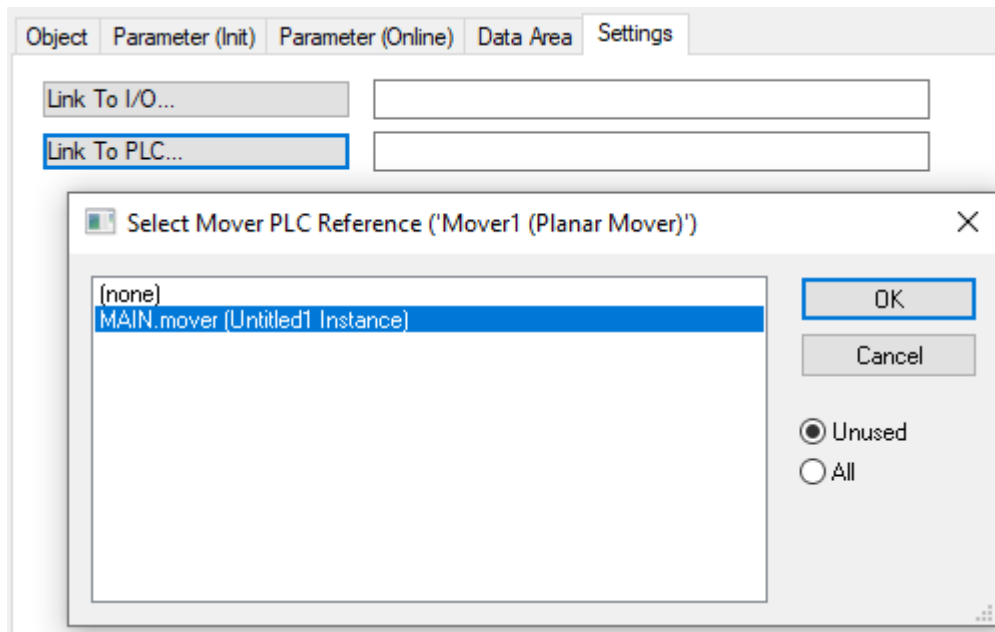 Object Parameter (Init) Parameter (Online) Data Area Settings
Link To I/O...
Link To PLC...
Select Mover PLC Reference ('Mover1 (Planar Mover)')
(none)
MAIN.mover (Untitled1 Instance)
OK
Cancel
Unused
All